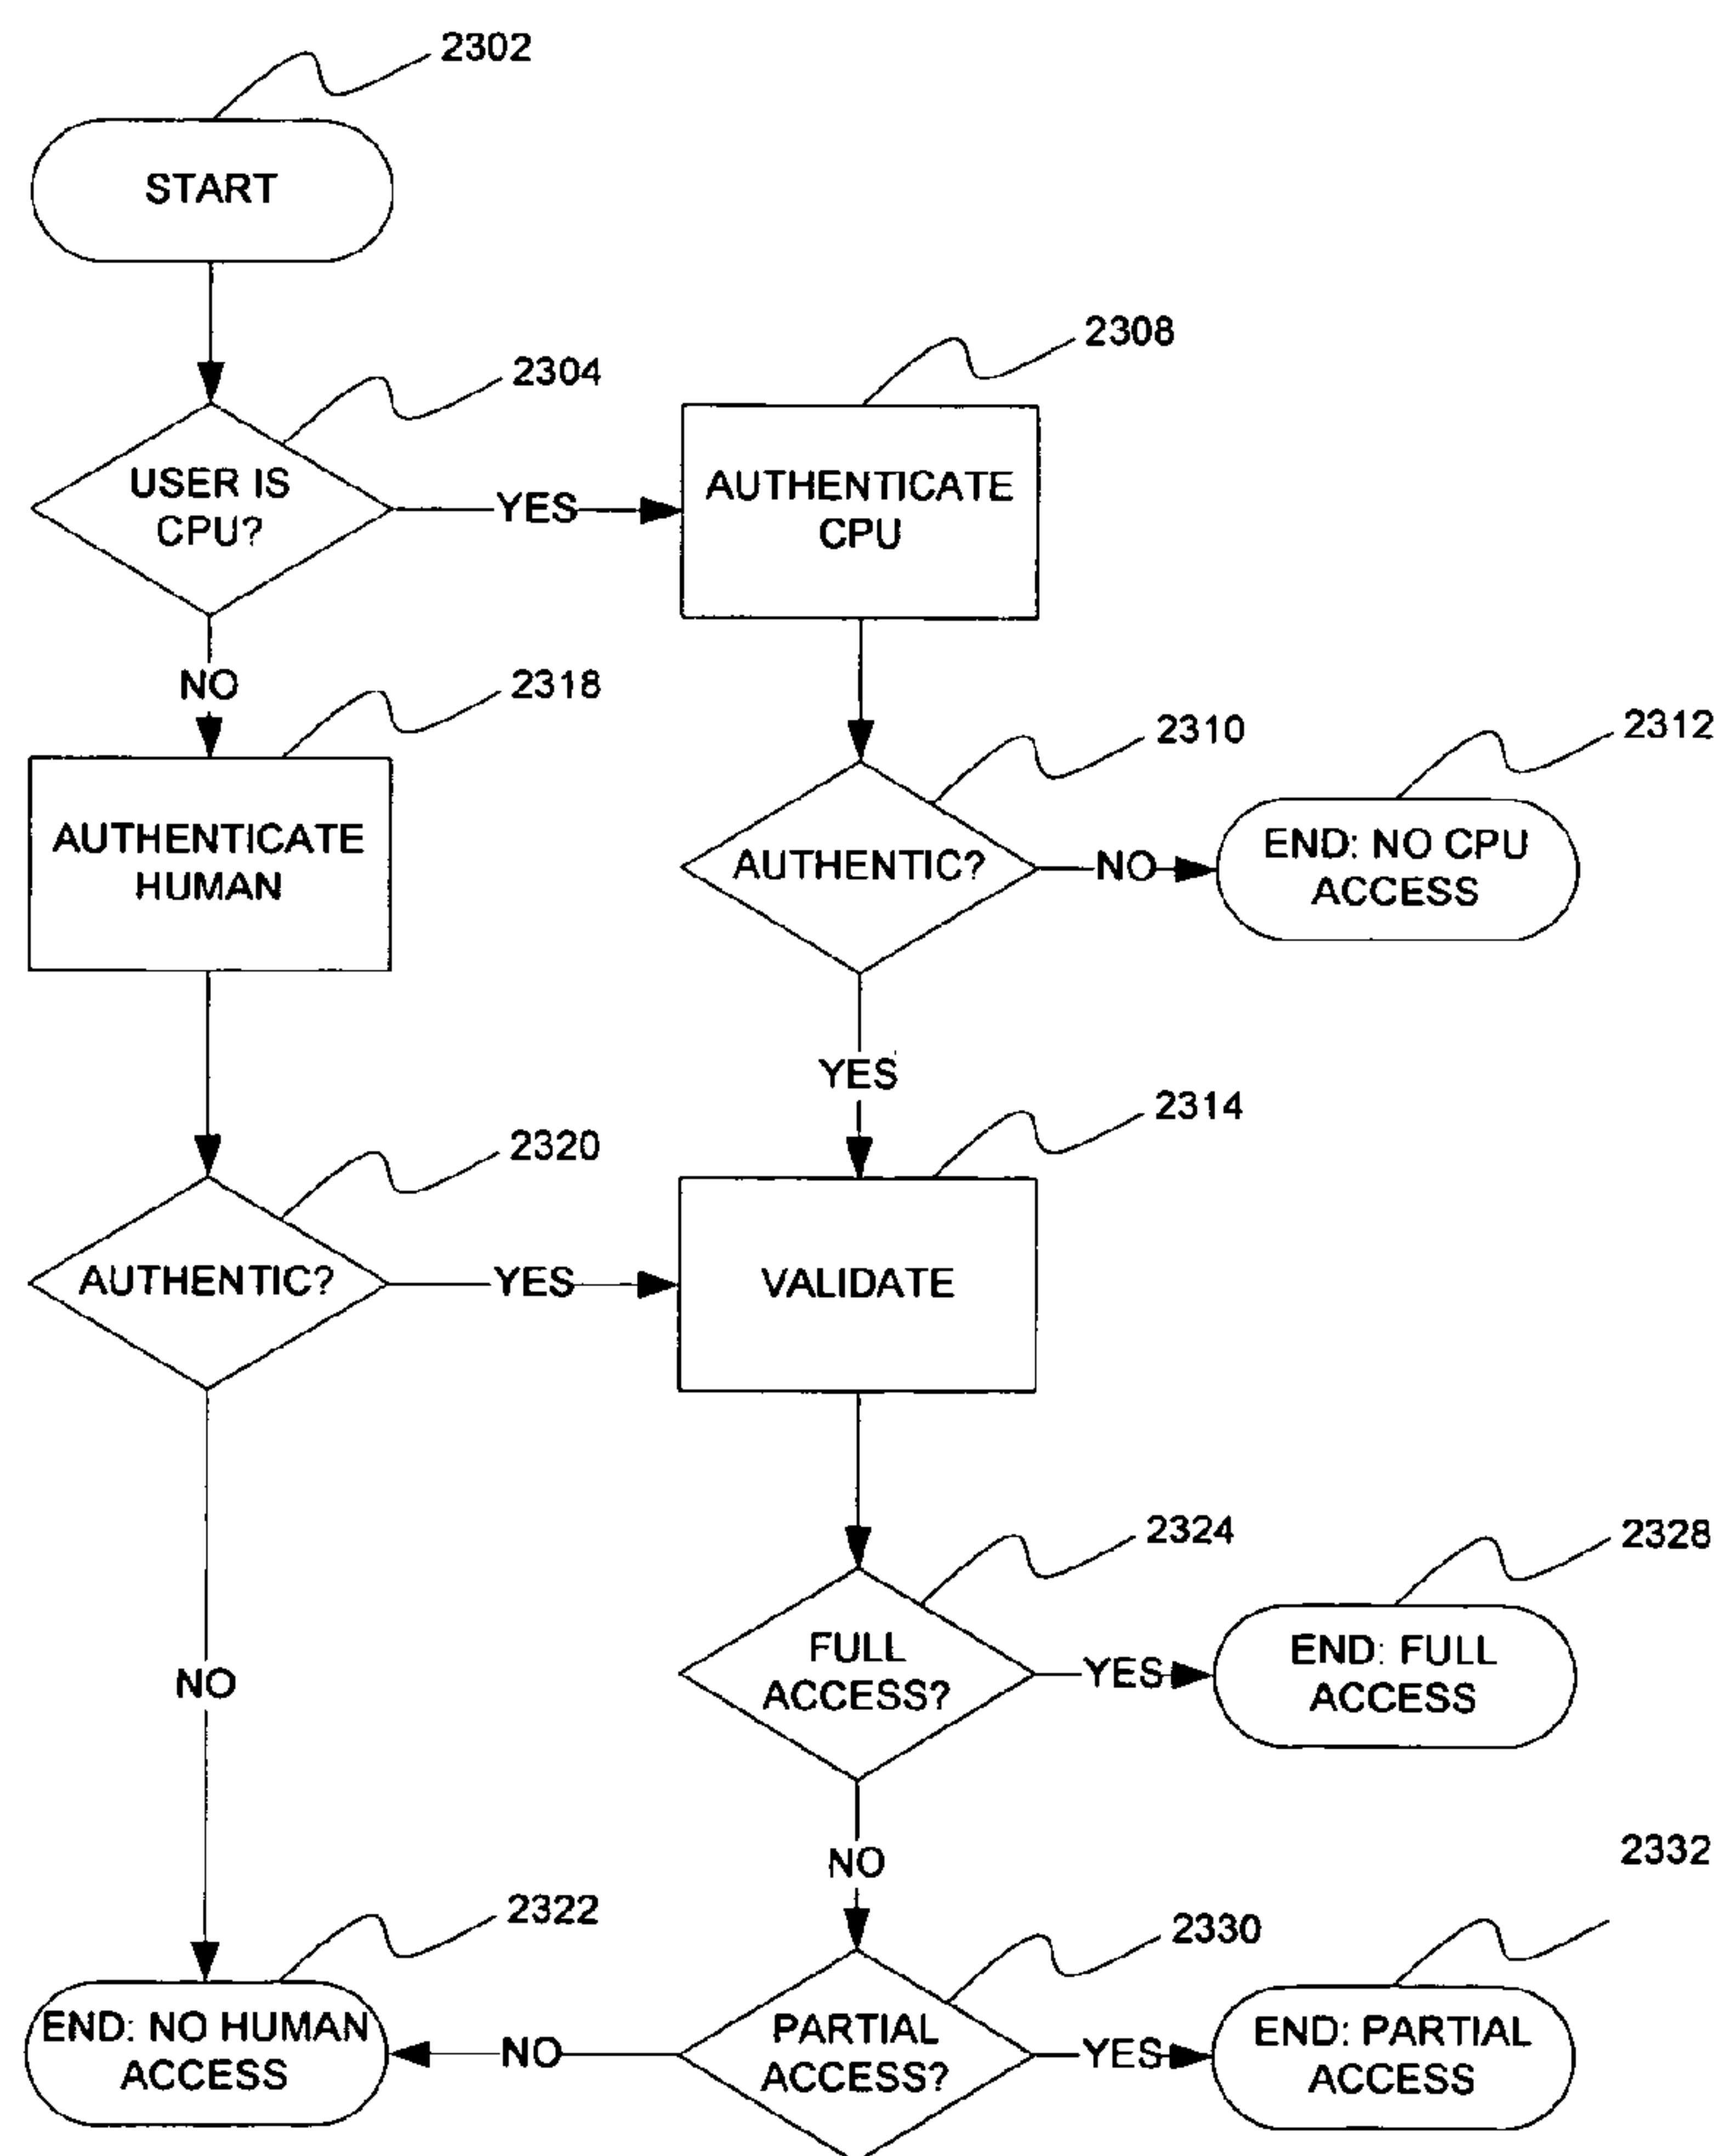 2302
START
2304
USER IS
CPU?
YES
2308
AUTHENTICATE
CPU
NO
2318
AUTHENTICATE
HUMAN
2310
AUTHENTIC?
NO
2312
END: NO CPU
ACCESS
YES
2314
2320
AUTHENTIC?
YES
VALIDATE
2324
FULL
ACCESS?
YES
2328
END: FULL
ACCESS
NO
NO
2332
2322
END: NO HUMAN
ACCESS
NO
2330
PARTIAL
ACCESS?
YES
END: PARTIAL
ACCESS